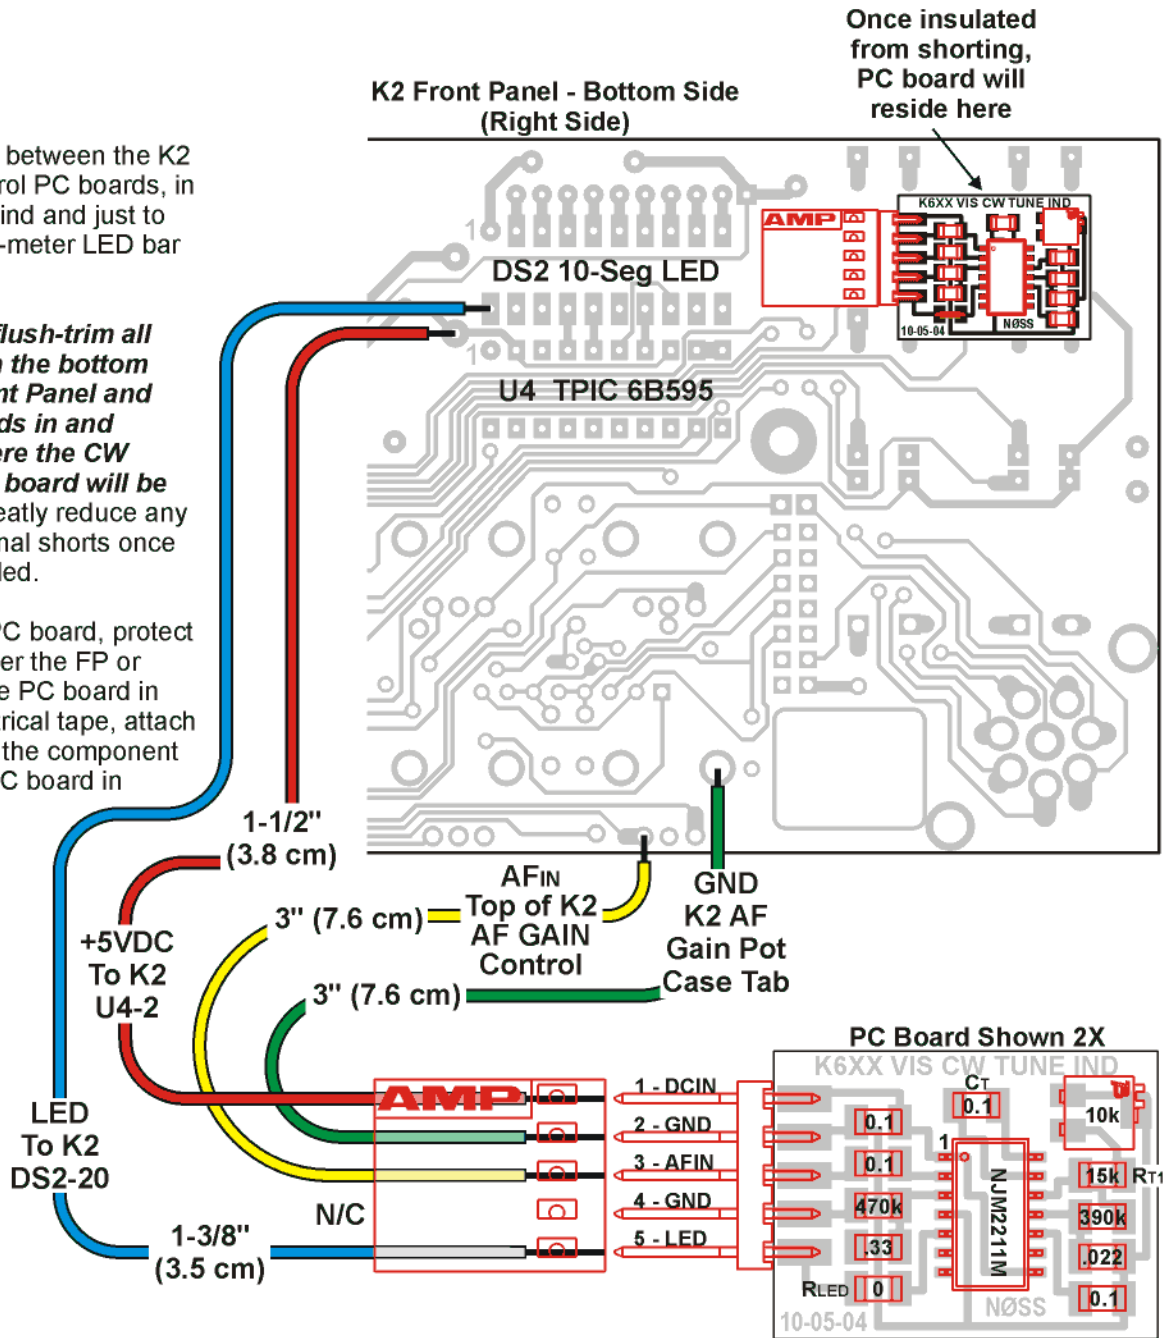 Once insulated
from shorting,
PC board will
reside here
K2 Front Panel - Bottom Side
(Right Side)
between the K2
rol PC boards, in
ind and just to
-meter LED bar
flush-trim all
the bottom
nt Panel and
ds in and
ere the CW
board will be
eatly reduce any
nal shorts once
led.
PC board, protect
er the FP or
e PC board in
trical tape, attach
the component
C board in
K6XX VIS CW TUNE IND
AMP
10-05-04
NØSS
1
DS2 10-Seg LED
1
U4 TPIC 6B595
1-1/2"
(3.8 cm)
AFIN
Top of K2
AF GAIN
Control
3" (7.6 cm)
GND
K2 AF
Gain Pot
Case Tab
+5VDC
To K2
U4-2
3" (7.6 cm)
LED
To K2
DS2-20
N/C
1-3/8"
(3.5 cm)
AMP
1 - DCIN
2 - GND
3 - AFIN
4 - GND
5 - LED
PC Board Shown 2X
K6XX VIS CW TUNE IND
CT
0.1
10k
0.1
1
0.1
15k RT1
470k
NJM2211M
390k
.33
.022
RLED
0
0.1
NØSS
10-05-04